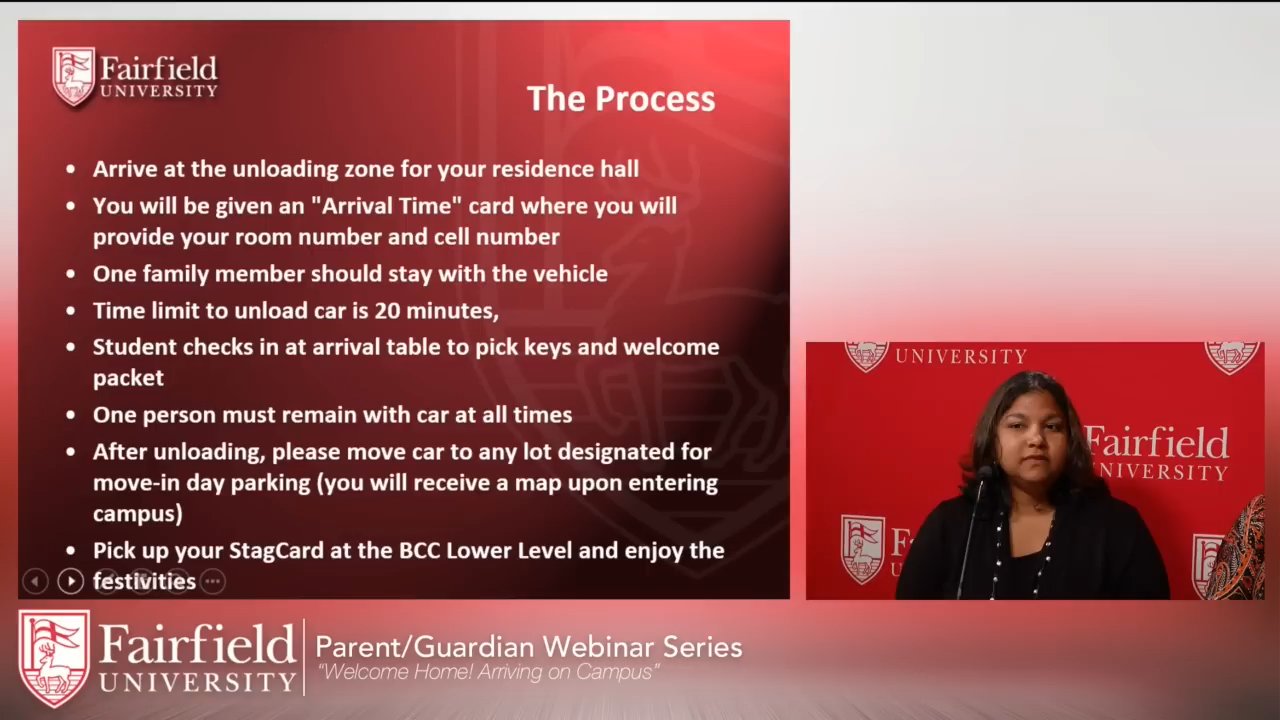 Fairfield
UNIVERSITY
The Process
• Arrive at the unloading zone for your residence hall
• You will be given an "Arrival Time" card where you will
provide your room number and cell number
• One family member should stay with the vehicle
• Time limit to unload car is 20 minutes,
• Student checks in at arrival table to pick keys and welcome
packet
• One person must remain with car at all times
• After unloading, please move car to any lot designated for
move-in day parking (you will receive a map upon entering
campus)
• Pick up your StagCard at the BCC Lower Level and enjoy the
festivities
UNIVERSITY
Fairfield
UNIVERSITY
Fairfield
UNIVERSITY
Parent/Guardian Webinar Series
“Welcome Home! Arriving on Campus”